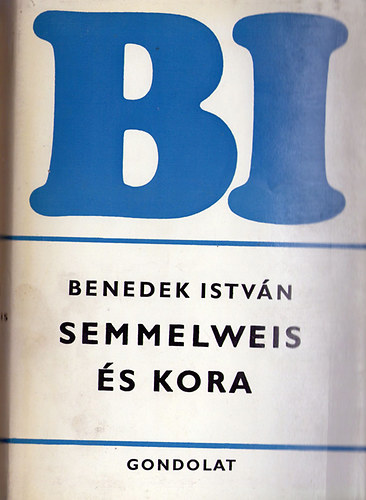 BI
BENEDEK ISTVÁN
SEMMELWEIS
ÉS KORA
GONDOLAT